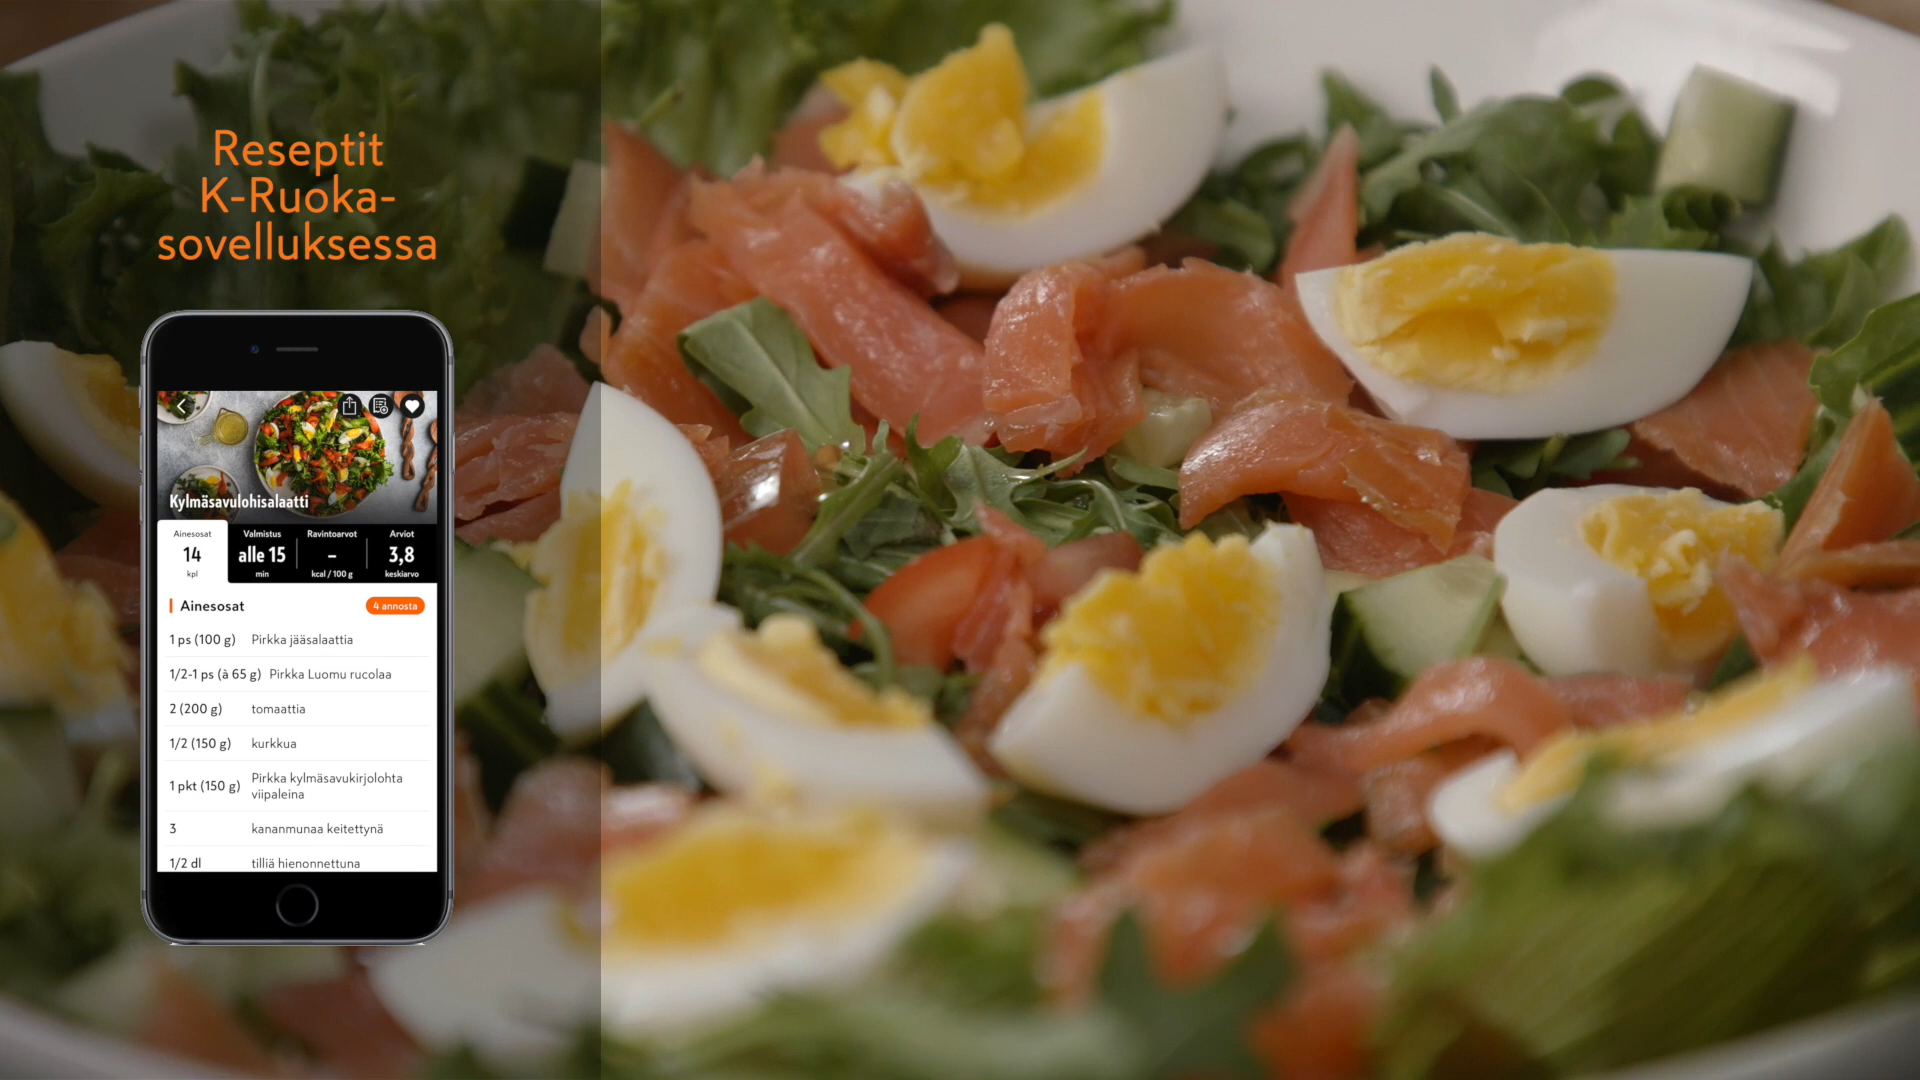 Reseptit
K-Ruoka-
sovelluksessa
Kylmäsavulohisalaatti
Ainesosat Valmistus Ravintoarvot Arviot
14 alle 15 – 3,8
kpl min kcal / 100 g keskiarvo
Ainesosat 4 annosta
1 ps (100 g) Pirkka jääsalaattia
1/2-1 ps (à 65 g) Pirkka Luomu rucolaa
2 (200 g) tomaattia
1/2 (150 g) kurkkua
1 pkt (150 g) Pirkka kylmäsavukirjolohta
viipaleina
3 kananmunaa keitettynä
1/2 dl tilliä hienonnettuna